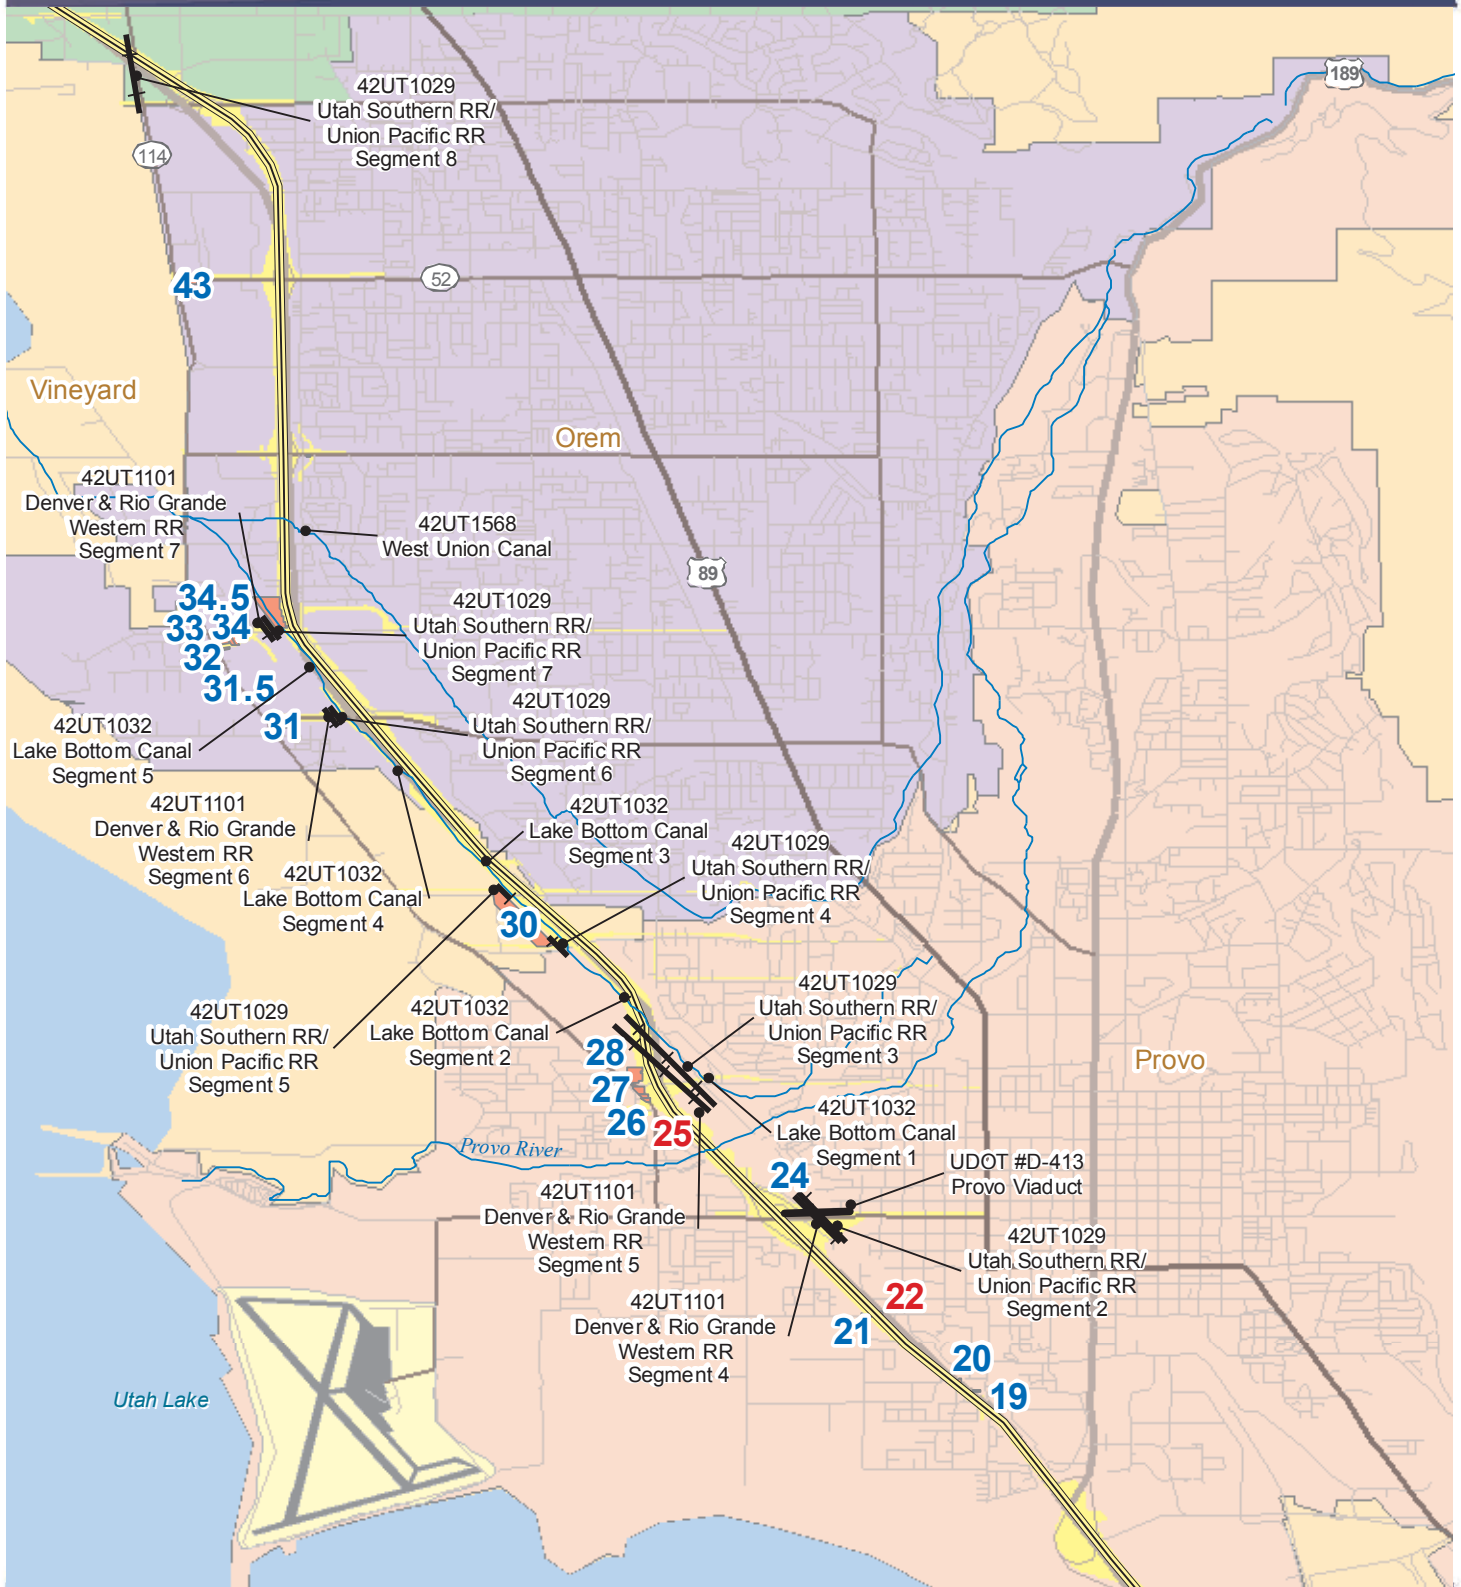 189
42UT1029
Utah Southern RR/
Union Pacific RR
Segment 8
114
43
52
Vineyard
Orem
42UT1101
Denver & Rio Grande
Western RR
Segment 7
42UT1568
West Union Canal
89
34.5
33 34
32
31.5
31
42UT1029
Utah Southern RR/
Union Pacific RR
Segment 7
42UT1029
Utah Southern RR/
Union Pacific RR
Segment 6
42UT1032
Lake Bottom Canal
Segment 5
42UT1101
Denver & Rio Grande
Western RR
Segment 6
42UT1032
Lake Bottom Canal
Segment 3
42UT1029
Utah Southern RR/
Union Pacific RR
Segment 4
42UT1032
Lake Bottom Canal
Segment 4
30
42UT1029
Utah Southern RR/
Union Pacific RR
Segment 5
42UT1032
Lake Bottom Canal
Segment 2
42UT1029
Utah Southern RR/
Union Pacific RR
Segment 3
28
27
26
25
Provo
42UT1032
Lake Bottom Canal
Segment 1
Provo River
24
UDOT #D-413
Provo Viaduct
42UT1101
Denver & Rio Grande
Western RR
Segment 5
42UT1029
Utah Southern RR/
Union Pacific RR
Segment 2
42UT1101
Denver & Rio Grande
Western RR
Segment 4
22
21
20
19
Utah Lake